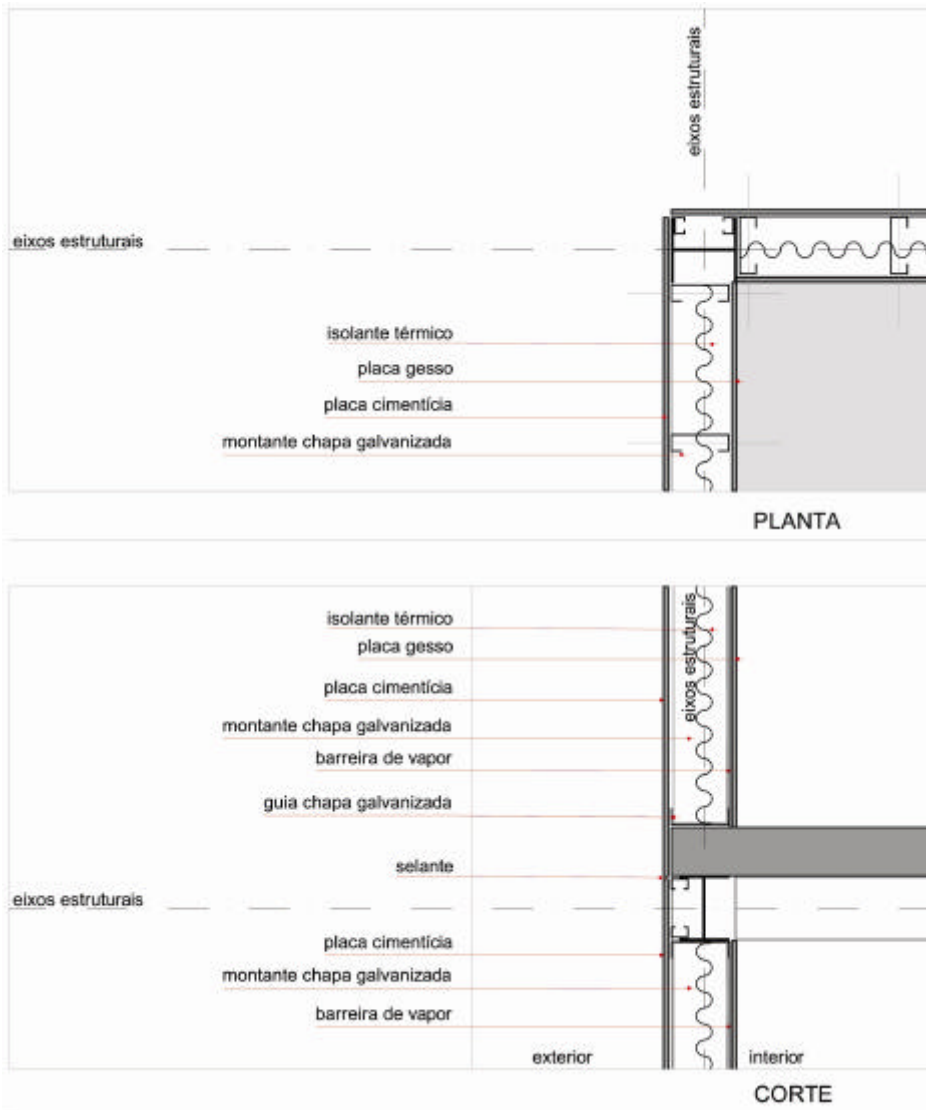 eixos estruturais
eixos estruturais
isolante térmico
placa gesso
placa cimentícia
montante chapa galvanizada
PLANTA
isolante térmico
eixos estruturais
placa gesso
placa cimentícia
montante chapa galvanizada
barreira de vapor
guia chapa galvanizada
selante
eixos estruturais
placa cimentícia
montante chapa galvanizada
barreira de vapor
exterior
interior
CORTE